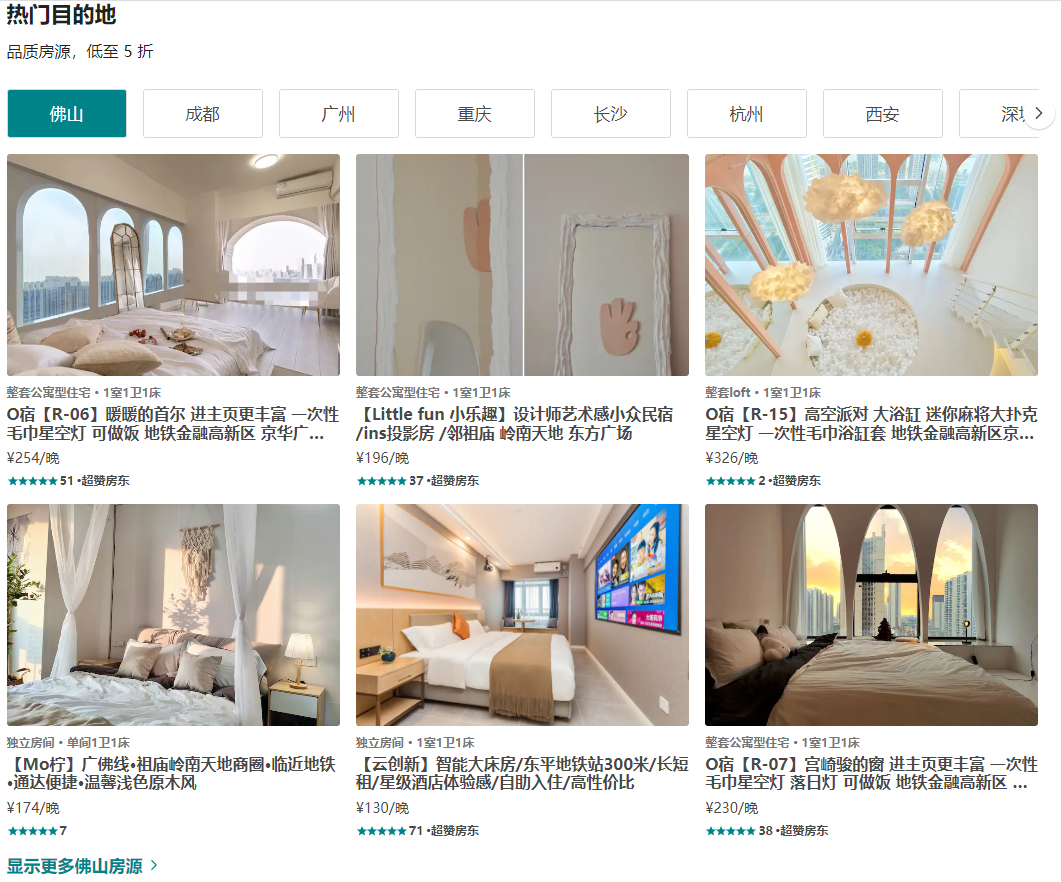 热门目的地
品质房源，低至 5 折
佛山
成都
广州
重庆
长沙
杭州
西安
整套公寓型住宅・1室1卫1床
O宿【R-06】暖暖的首尔 进主页更丰富 一次性
毛巾星空灯 可做饭 地铁金融高新区 京华广...
¥254/晚
★★★★★ 51 •超赞房东
整套公寓型住宅・1室1卫1床
【Little fun 小乐趣】设计师艺术感小众民宿
/ins投影房 /邻祖庙 岭南天地 东方广场
¥196/晚
★★★★★ 37 •超赞房东
整套loft・1室1卫1床
O宿【R-15】高空派对 大浴缸 迷你麻将大扑克
星空灯 一次性毛巾浴缸套 地铁金融高新区京...
¥326/晚
★★★★★ 2 •超赞房东
独立房间・单间1卫1床
【Mo柠】广佛线•祖庙岭南天地商圈•临近地铁
•通达便捷•温馨浅色原木风
¥174/晚
★★★★★ 7
独立房间・1室1卫1床
【云创新】智能大床房/东平地铁站300米/长短
租/星级酒店体验感/自助入住/高性价比
¥130/晚
★★★★★ 71 •超赞房东
整套公寓型住宅・1室1卫1床
O宿【R-07】宫崎骏的窗 进主页更丰富 一次性
毛巾星空灯 落日灯 可做饭 地铁金融高新区 ...
¥230/晚
★★★★★ 38 •超赞房东
显示更多佛山房源 >